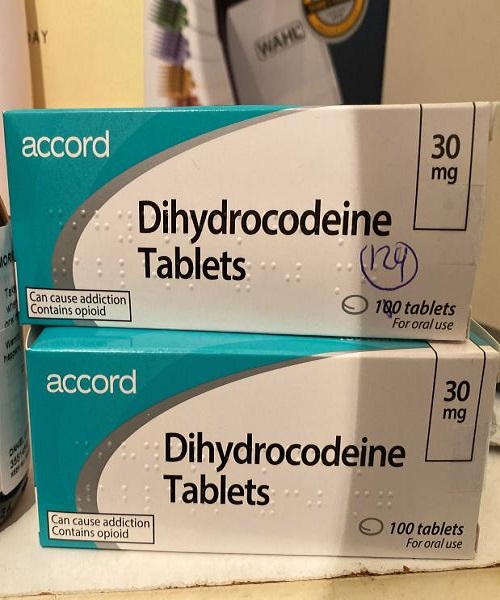 DAY
WAHL
accord
30
mg
Dihydrocodeine
Tablets
Can cause addiction
Contains opioid
100 tablets
For oral use
accord
30
mg
Dihydrocodeine
Tablets
Can cause addiction
Contains opioid
100 tablets
For oral use